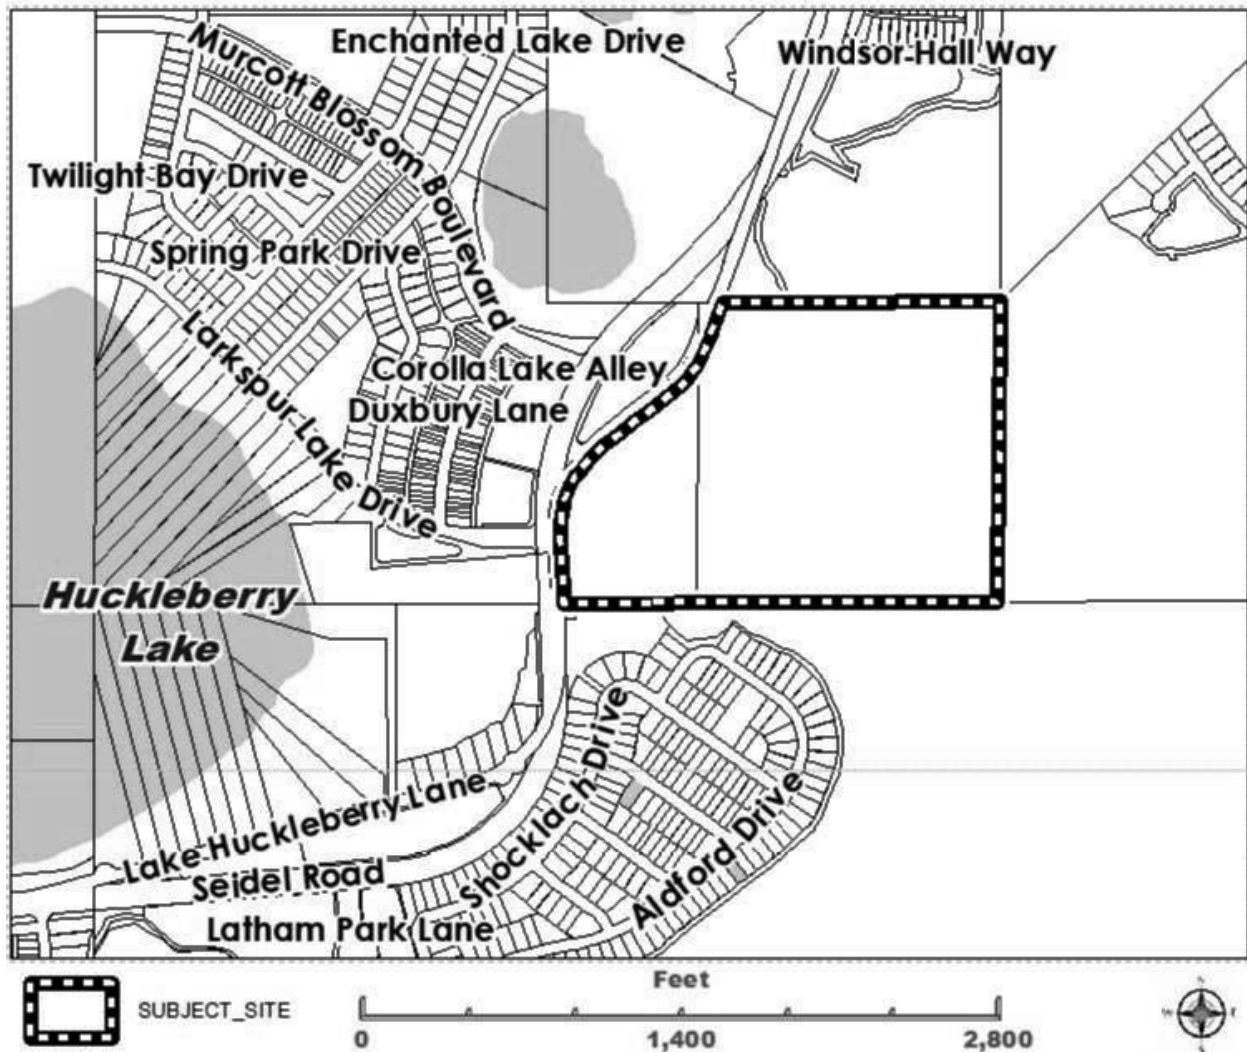 Enchanted Lake Drive
Windsor Hall Way
Murcott Blossom Boulevard
Twilight Bay Drive
Spring Park Drive
Larkspur Lake Drive
Corolla Lake Alley
Duxbury Lane
Huckleberry
Lake
Lake Huckleberry Lane
Seidel Road
Shocklach Drive
Aldford Drive
Latham Park Lane
SUBJECT_SITE
Feet
0
1,400
2,800
W